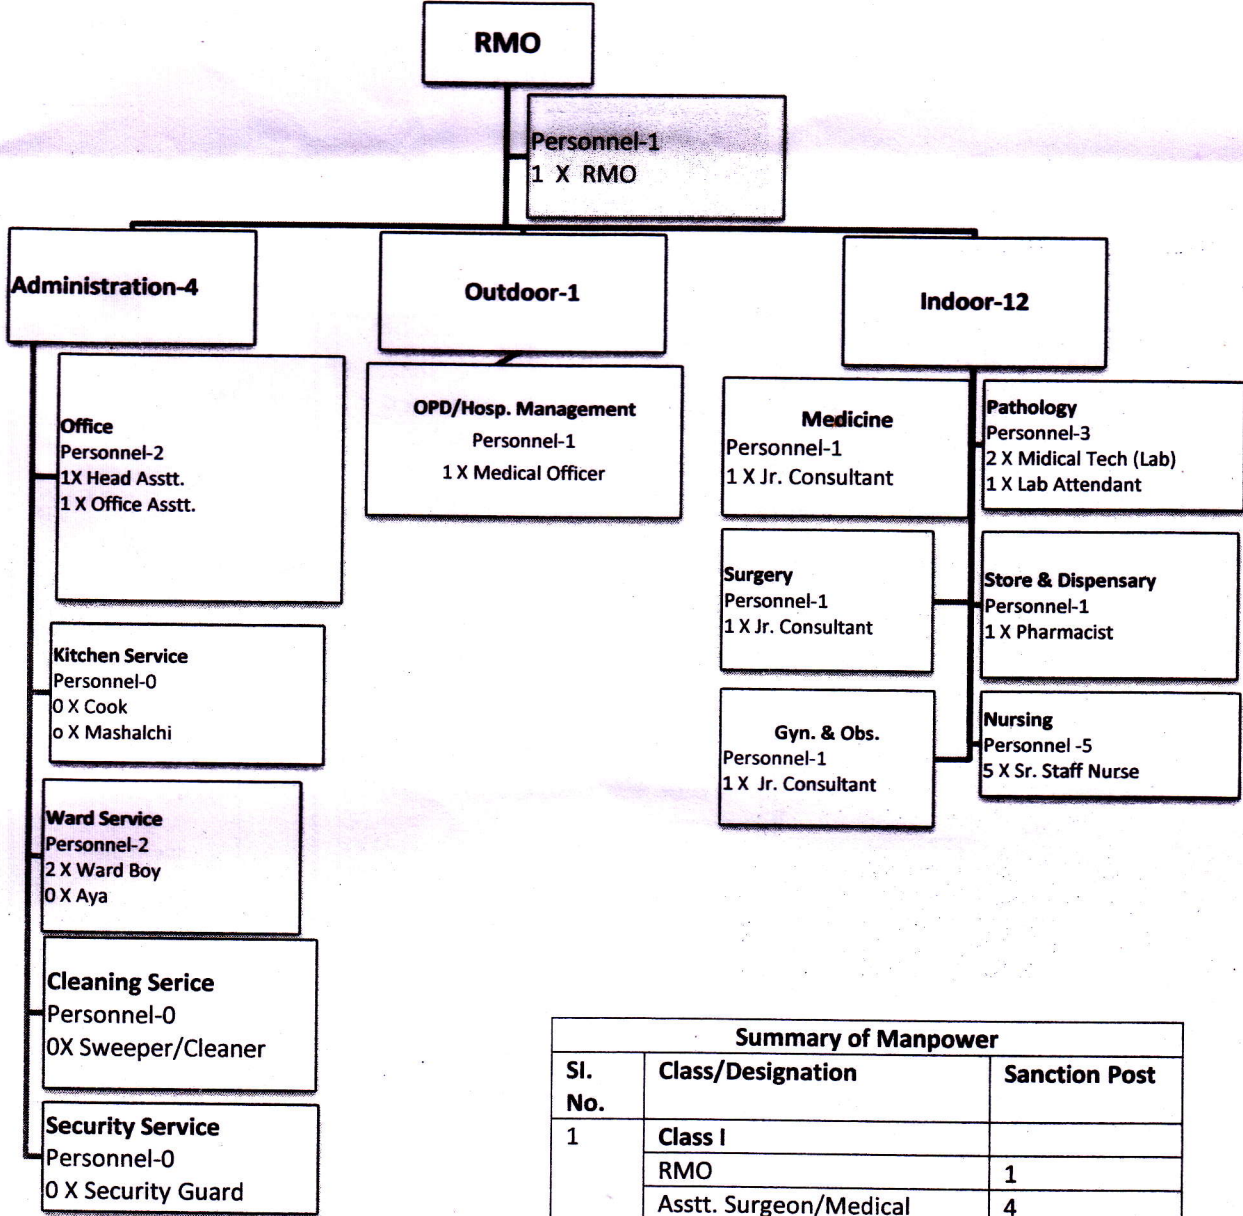 RMO
Personnel-1
1 X RMO
Administration-4
Outdoor-1
Indoor-12
Office
Personnel-2
1X Head Asstt.
1 X Office Asstt.
Kitchen Service
Personnel-0
0 X Cook
o X Mashalchi
Ward Service
Personnel-2
2 X Ward Boy
0 X Aya
Cleaning Serice
Personnel-0
0X Sweeper/Cleaner
Security Service
Personnel-0
0 X Security Guard
OPD/Hosp. Management
Personnel-1
1 X Medical Officer
Medicine
Personnel-1
1 X Jr. Consultant
Surgery
Personnel-1
1 X Jr. Consultant
Gyn. & Obs.
Personnel-1
1 X Jr. Consultant
Pathology
Personnel-3
2 X Midical Tech (Lab)
1 X Lab Attendant
Store & Dispensary
Personnel-1
1 X Pharmacist
Nursing
Personnel -5
5 X Sr. Staff Nurse
Summary of Manpower
Sl. No. Class/Designation Sanction Post
1 Class I
RMO 1
Asstt. Surgeon/Medical 4